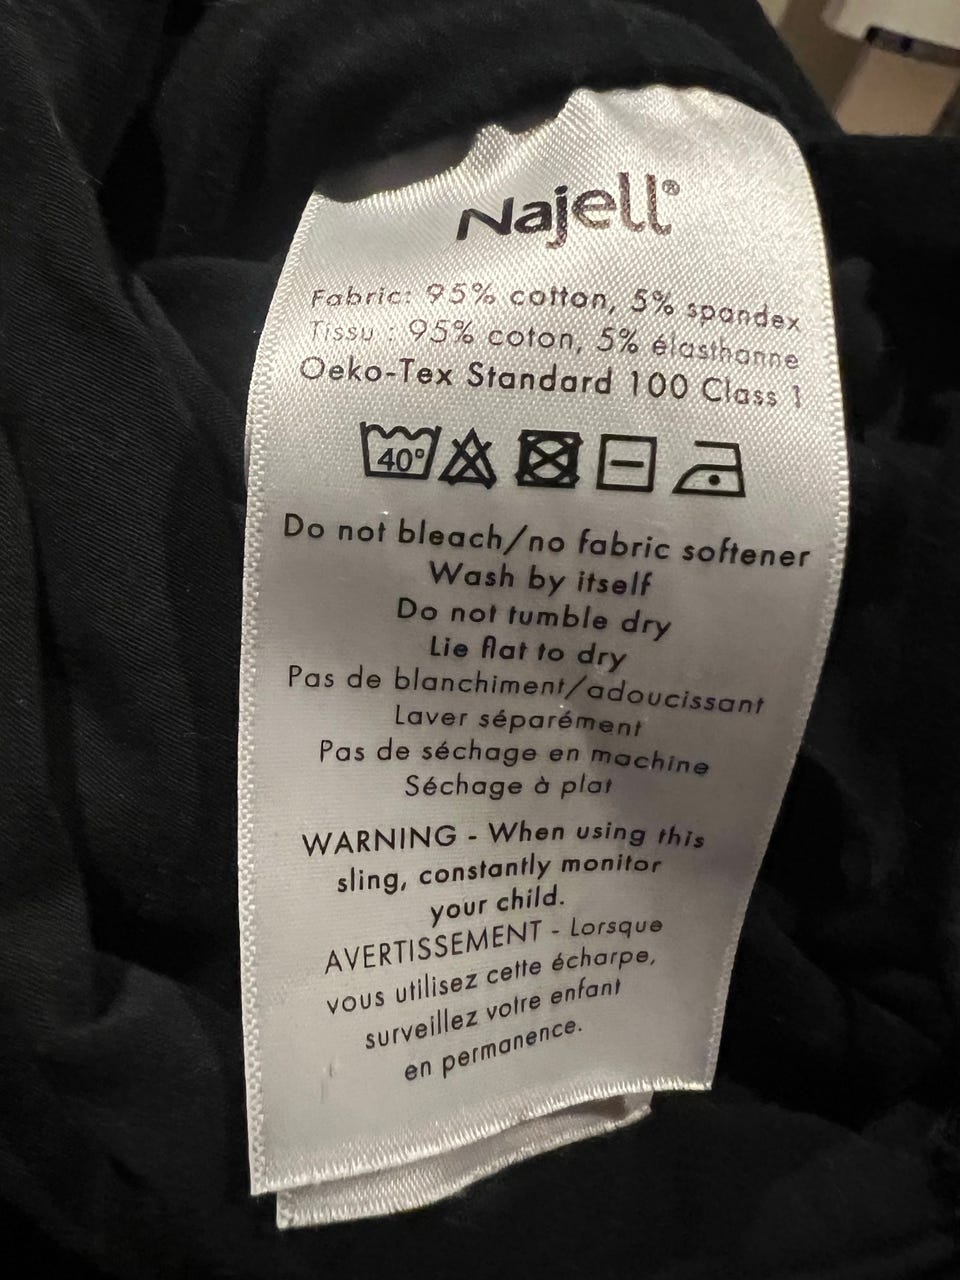 Najell®
Fabric: 95% cotton, 5% spandex
Tissu : 95% coton, 5% élasthanne
Oeko-Tex Standard 100 Class 1
40°
Do not bleach/no fabric softener
Wash by itself
Do not tumble dry
Lie flat to dry
Pas de blanchiment/adoucissant
Laver séparément
Pas de séchage en machine
Séchage à plat
WARNING - When using this
sling, constantly monitor
your child.
AVERTISSEMENT - Lorsque
vous utilisez cette écharpe,
surveillez votre enfant
en permanence.